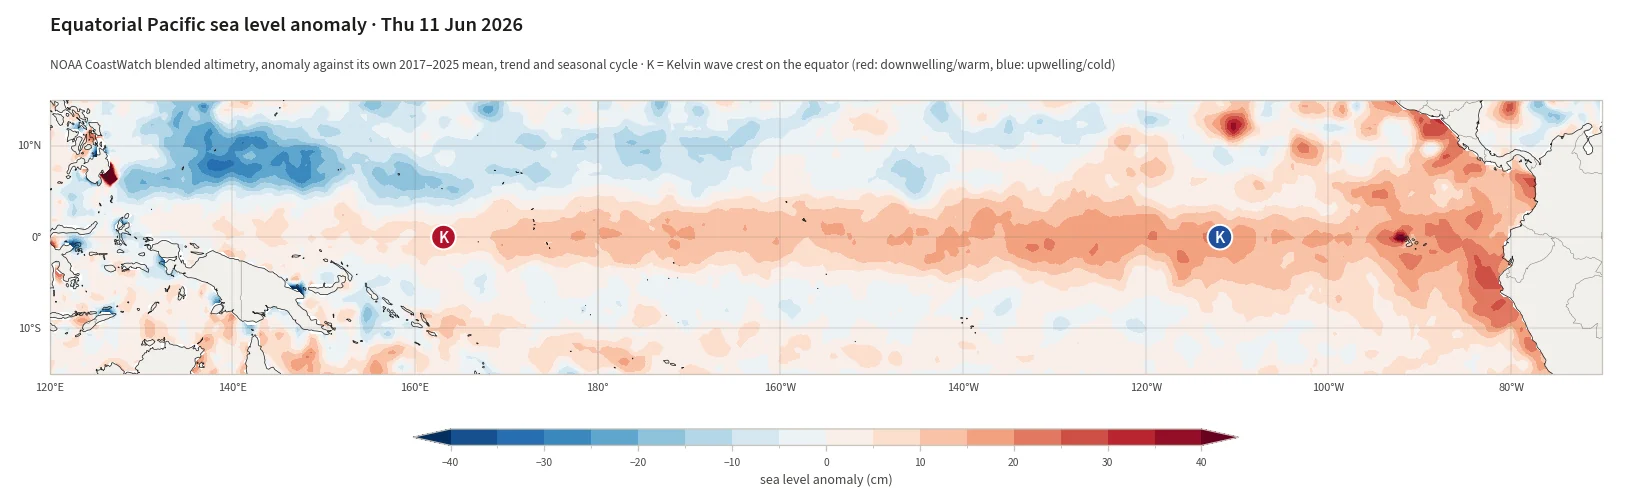 Equatorial Pacific sea level anomaly · Thu 11 Jun 2026
NOAA CoastWatch blended altimetry, anomaly against its own 2017–2025 mean, trend and seasonal cycle · K = Kelvin wave crest on the equator (red: downwelling/warm, blue: upwelling/cold)
10°N
0°
10°S
K K
120°E 140°E 160°E 180° 160°W 140°W 120°W 100°W 80°W
−40 −30 −20 −10 0 10 20 30 40
sea level anomaly (cm)